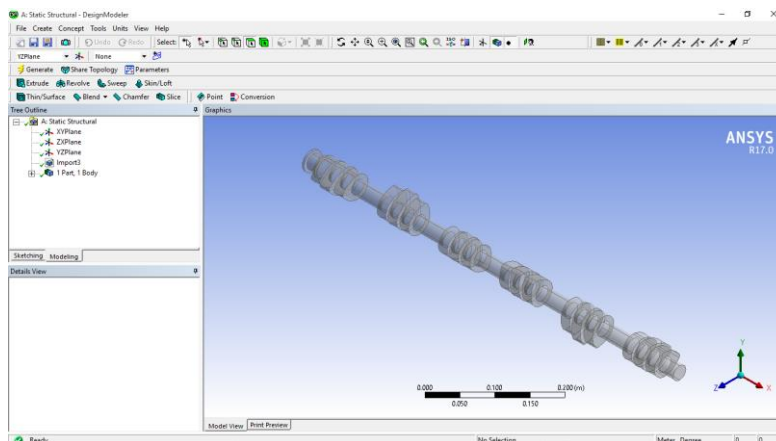 A: Static Structural - DesignModeler
File Create Concept Tools Units View Help
Undo Redo Select:
YZPlane None
Generate Share Topology Parameters
Extrude Revolve Sweep Skin/Loft
Thin/Surface Blend Chamfer Slice Point Conversion
Tree Outline Graphics
A: Static Structural
XYPlane
ZXPlane
YZPlane
Import3
1 Part, 1 Body
ANSYS
R17.0
Sketching Modeling
Details View
0.000 0.100 0.200 (m)
0.050 0.150
Y
Z X
Model View Print Preview
Ready No Selection Meter, Degree 0 0